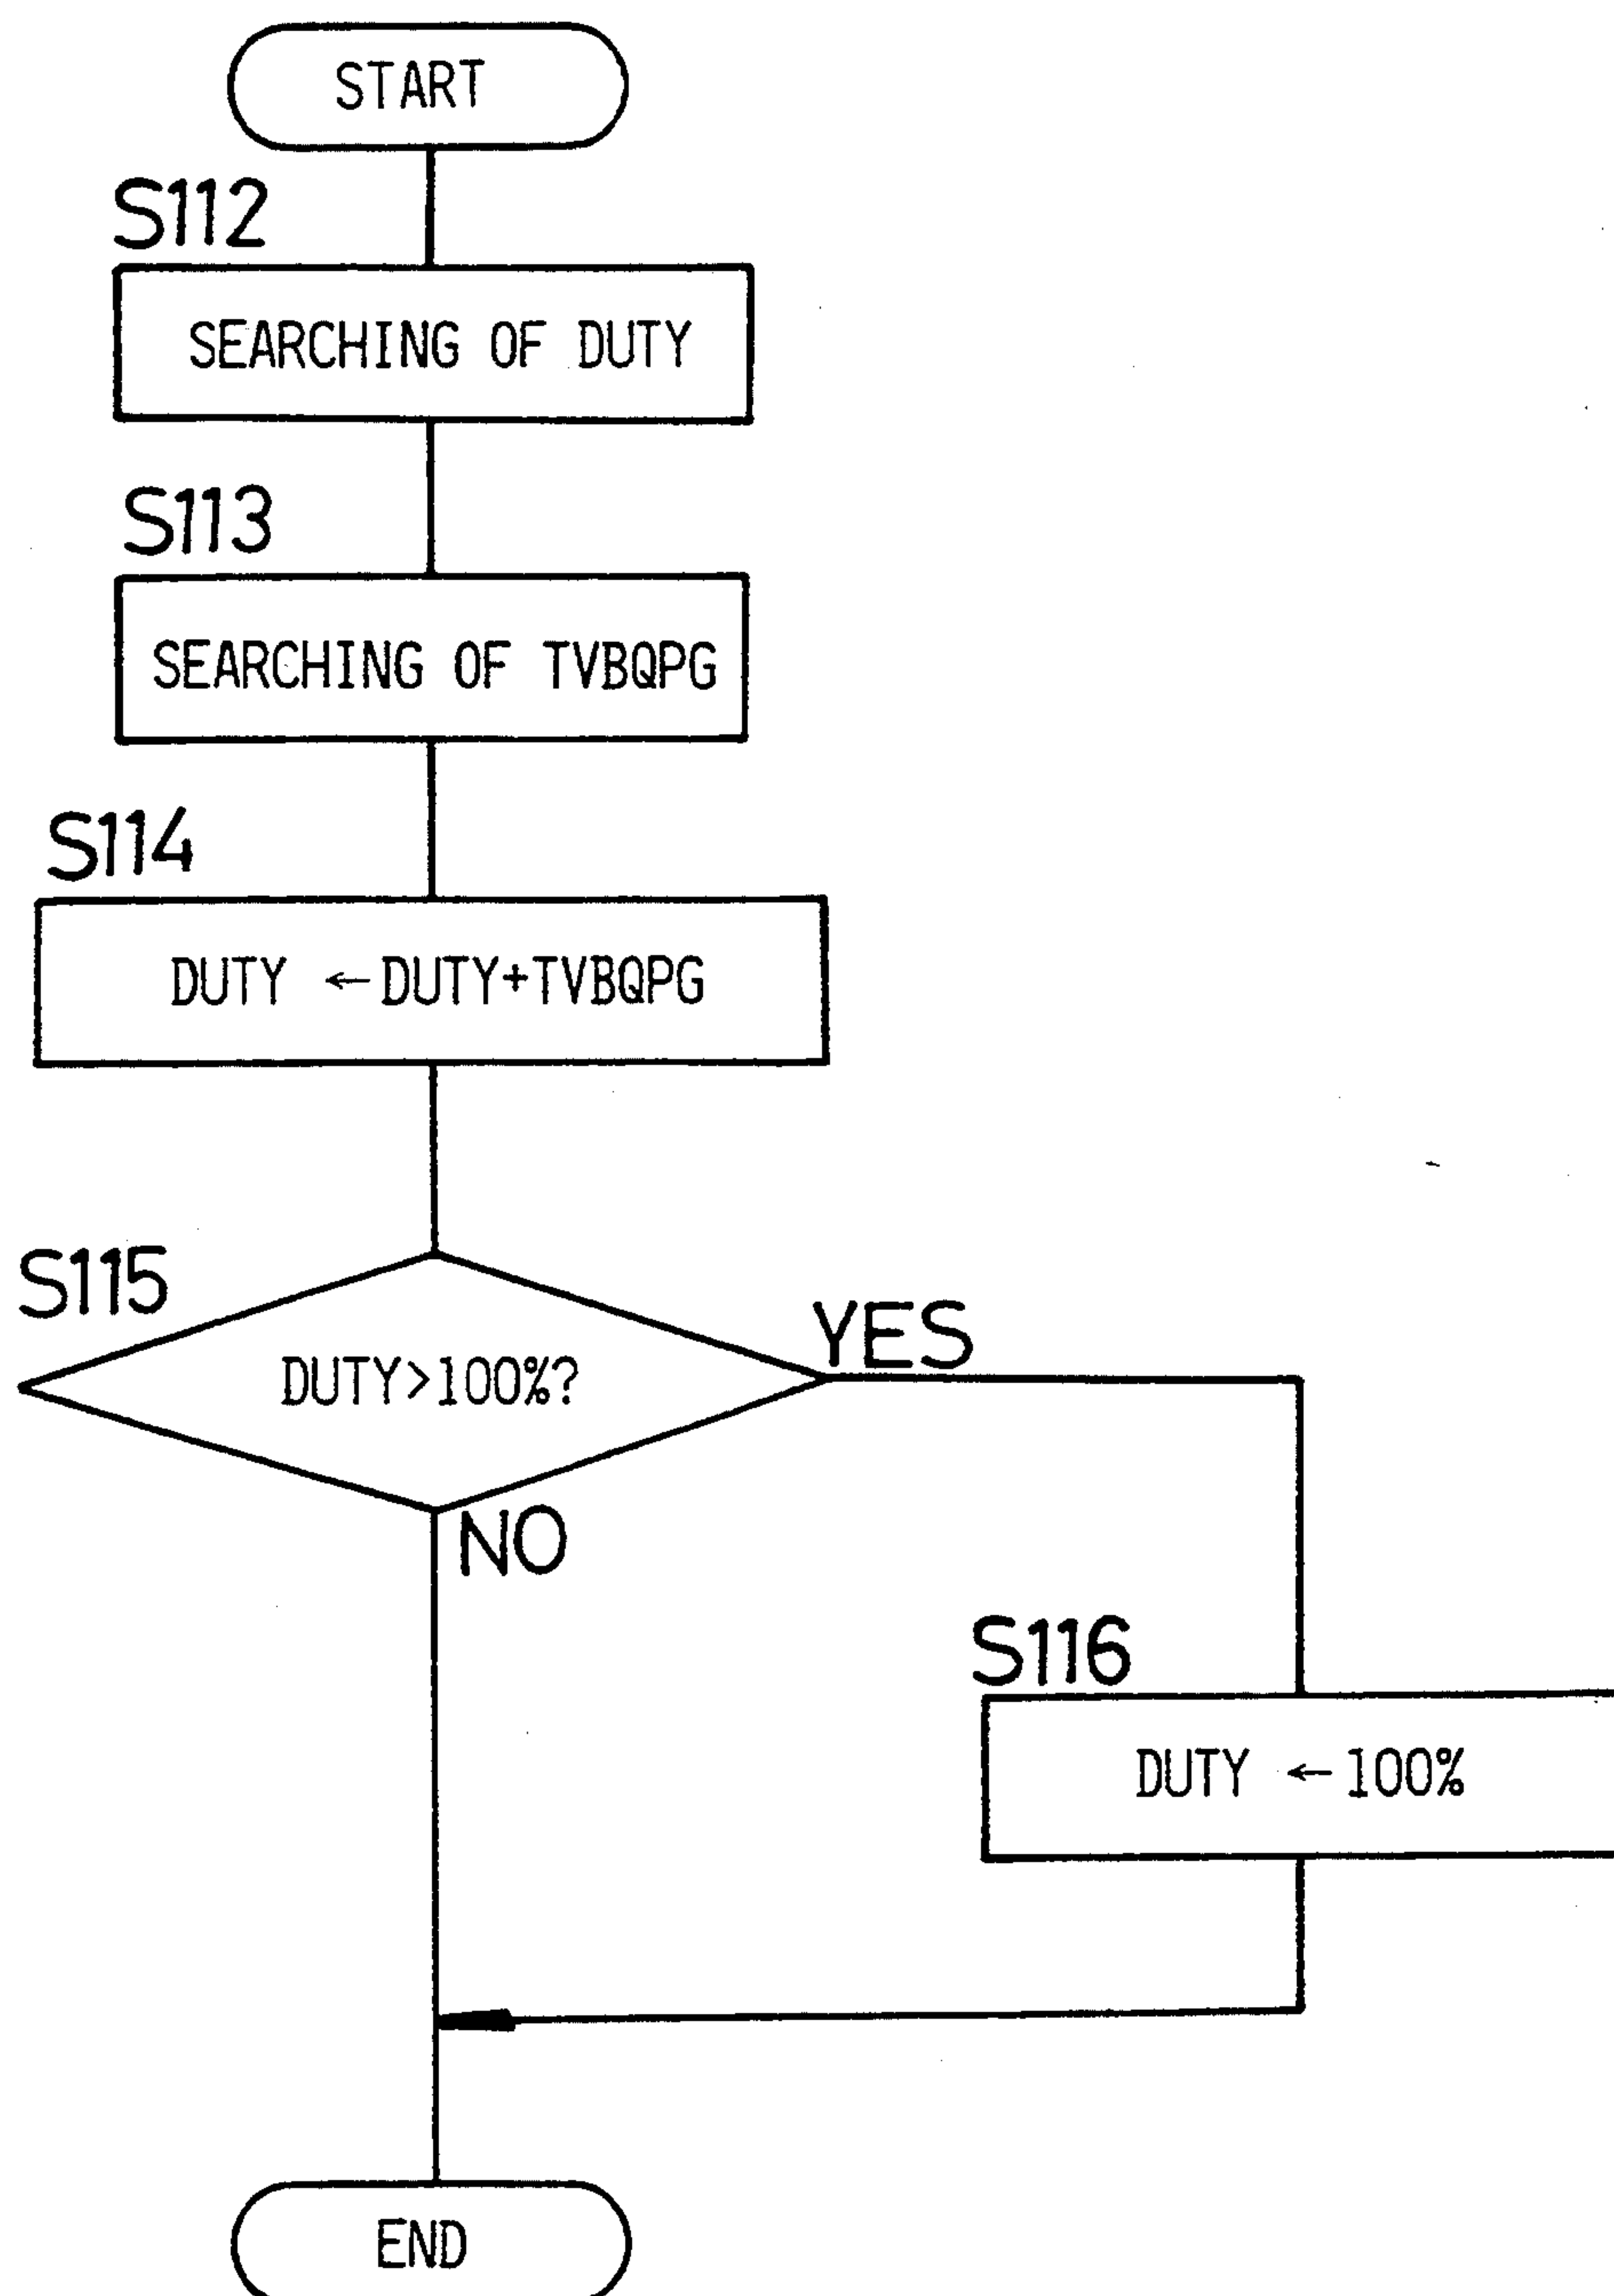 START
S112
SEARCHING OF DUTY
S113
SEARCHING OF TVBQPG
S114
DUTY ←DUTY+TVBQPG
S115
DUTY>100%?
YES
NO
S116
DUTY ←100%
END